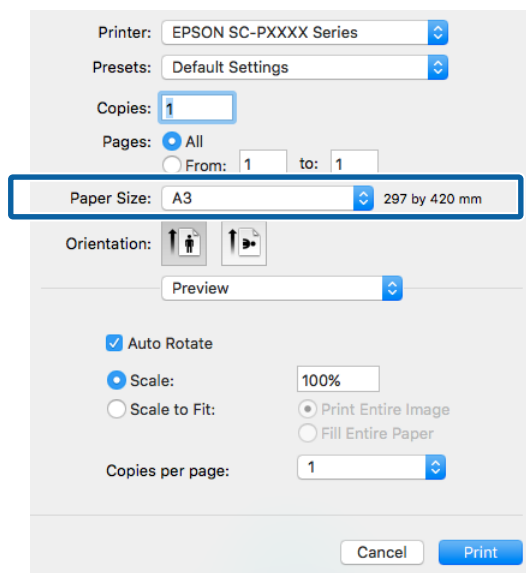 Printer: EPSON SC-PXXXX Series
Presets: Default Settings
Copies: 1
Pages: All
From: 1 to: 1
Paper Size: A3 297 by 420 mm
Orientation:
Preview
Auto Rotate
Scale: 100%
Scale to Fit: Print Entire Image
Fill Entire Paper
Copies per page: 1
Cancel Print